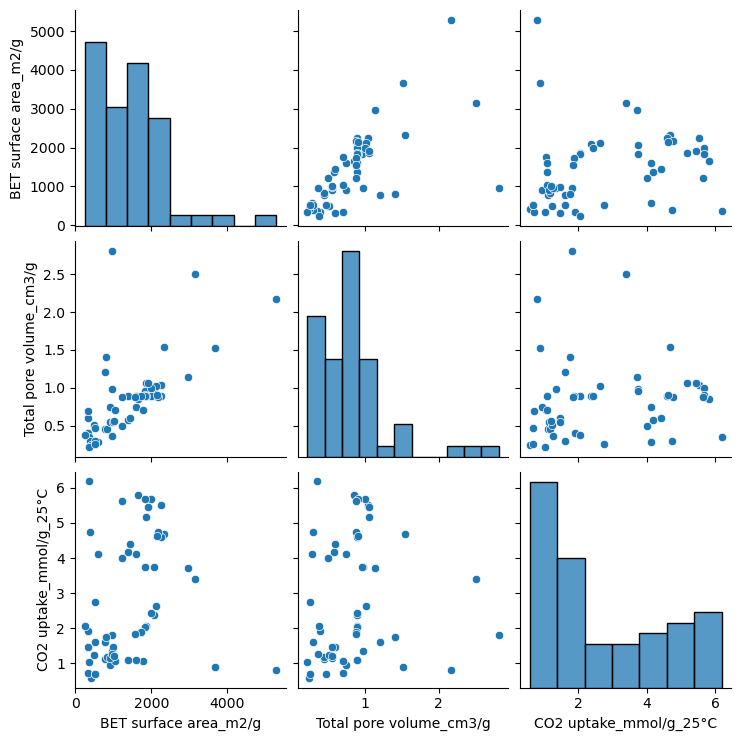 BET surface area_m2/g
5000
4000
3000
2000
1000
0
Total pore volume_cm3/g
2.5
2.0
1.5
1.0
0.5
CO2 uptake_mmol/g_25°C
6
5
4
3
2
1
0 2000 4000
BET surface area_m2/g
1 2
Total pore volume_cm3/g
2 4 6
CO2 uptake_mmol/g_25°C